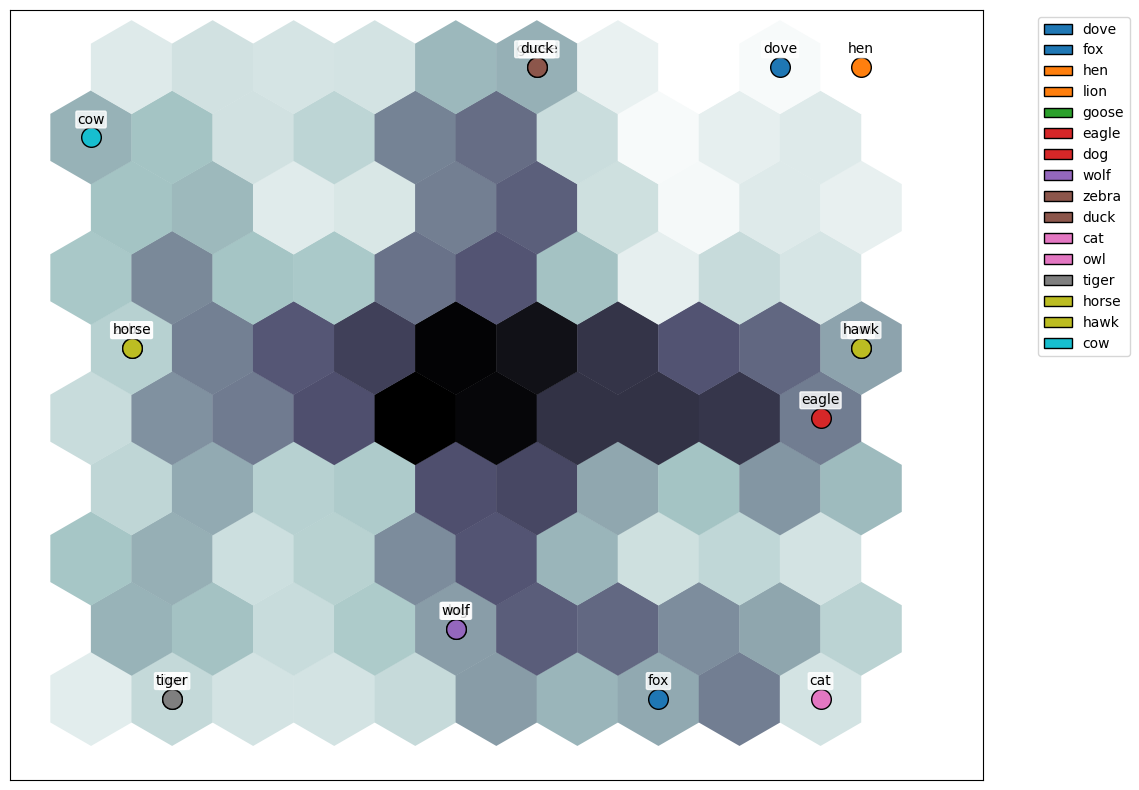 duck
dove
hen
cow
horse
hawk
eagle
wolf
tiger
fox
cat
dove
fox
hen
lion
goose
eagle
dog
wolf
zebra
duck
cat
owl
tiger
horse
hawk
cow